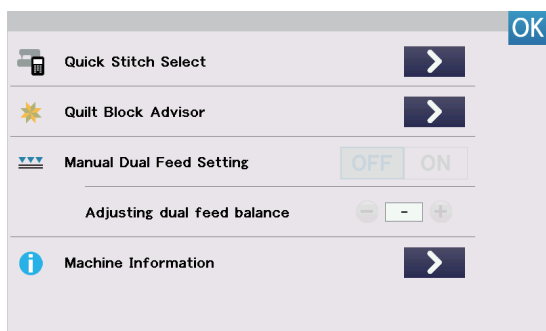 OK
Quick Stitch Select
Quilt Block Advisor
Manual Dual Feed Setting
OFF ON
Adjusting dual feed balance
- 
Machine Information